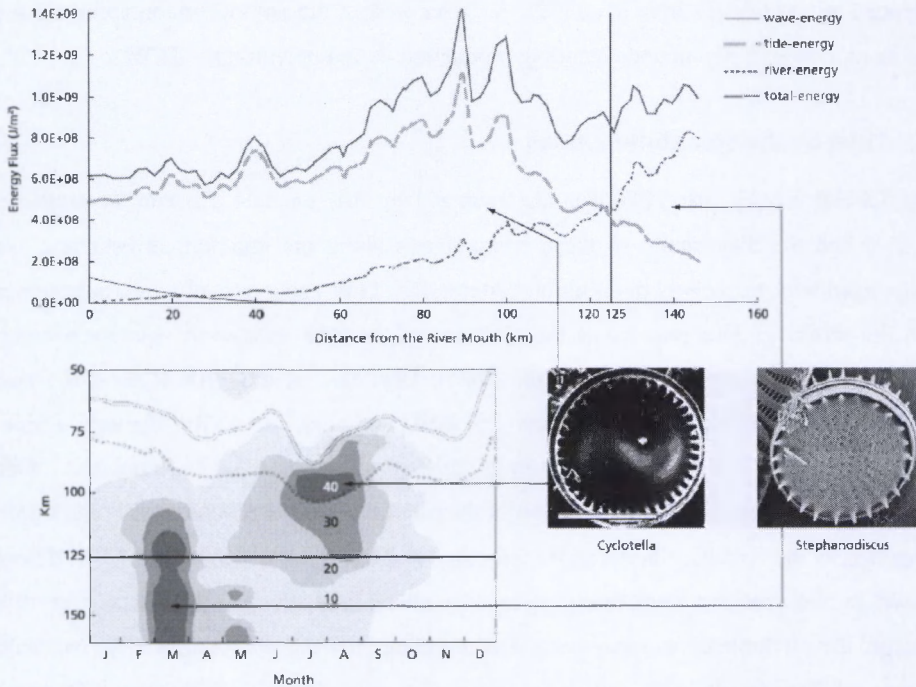 1.4E+09
1.2E+09
1.0E+09
8.0E+08
6.0E+08
4.0E+08
2.0E+08
0.0E+00
Energy Flux (J/m²)
wave-energy
tide-energy
river-energy
total-energy
0 20 40 60 80 100 120 125 140 160
Distance from the River Mouth (km)
50
75
100
125
150
Km
40
30
20
10
J F M A M J J A S O N D
Month
Cyclotella
Stephanodiscus